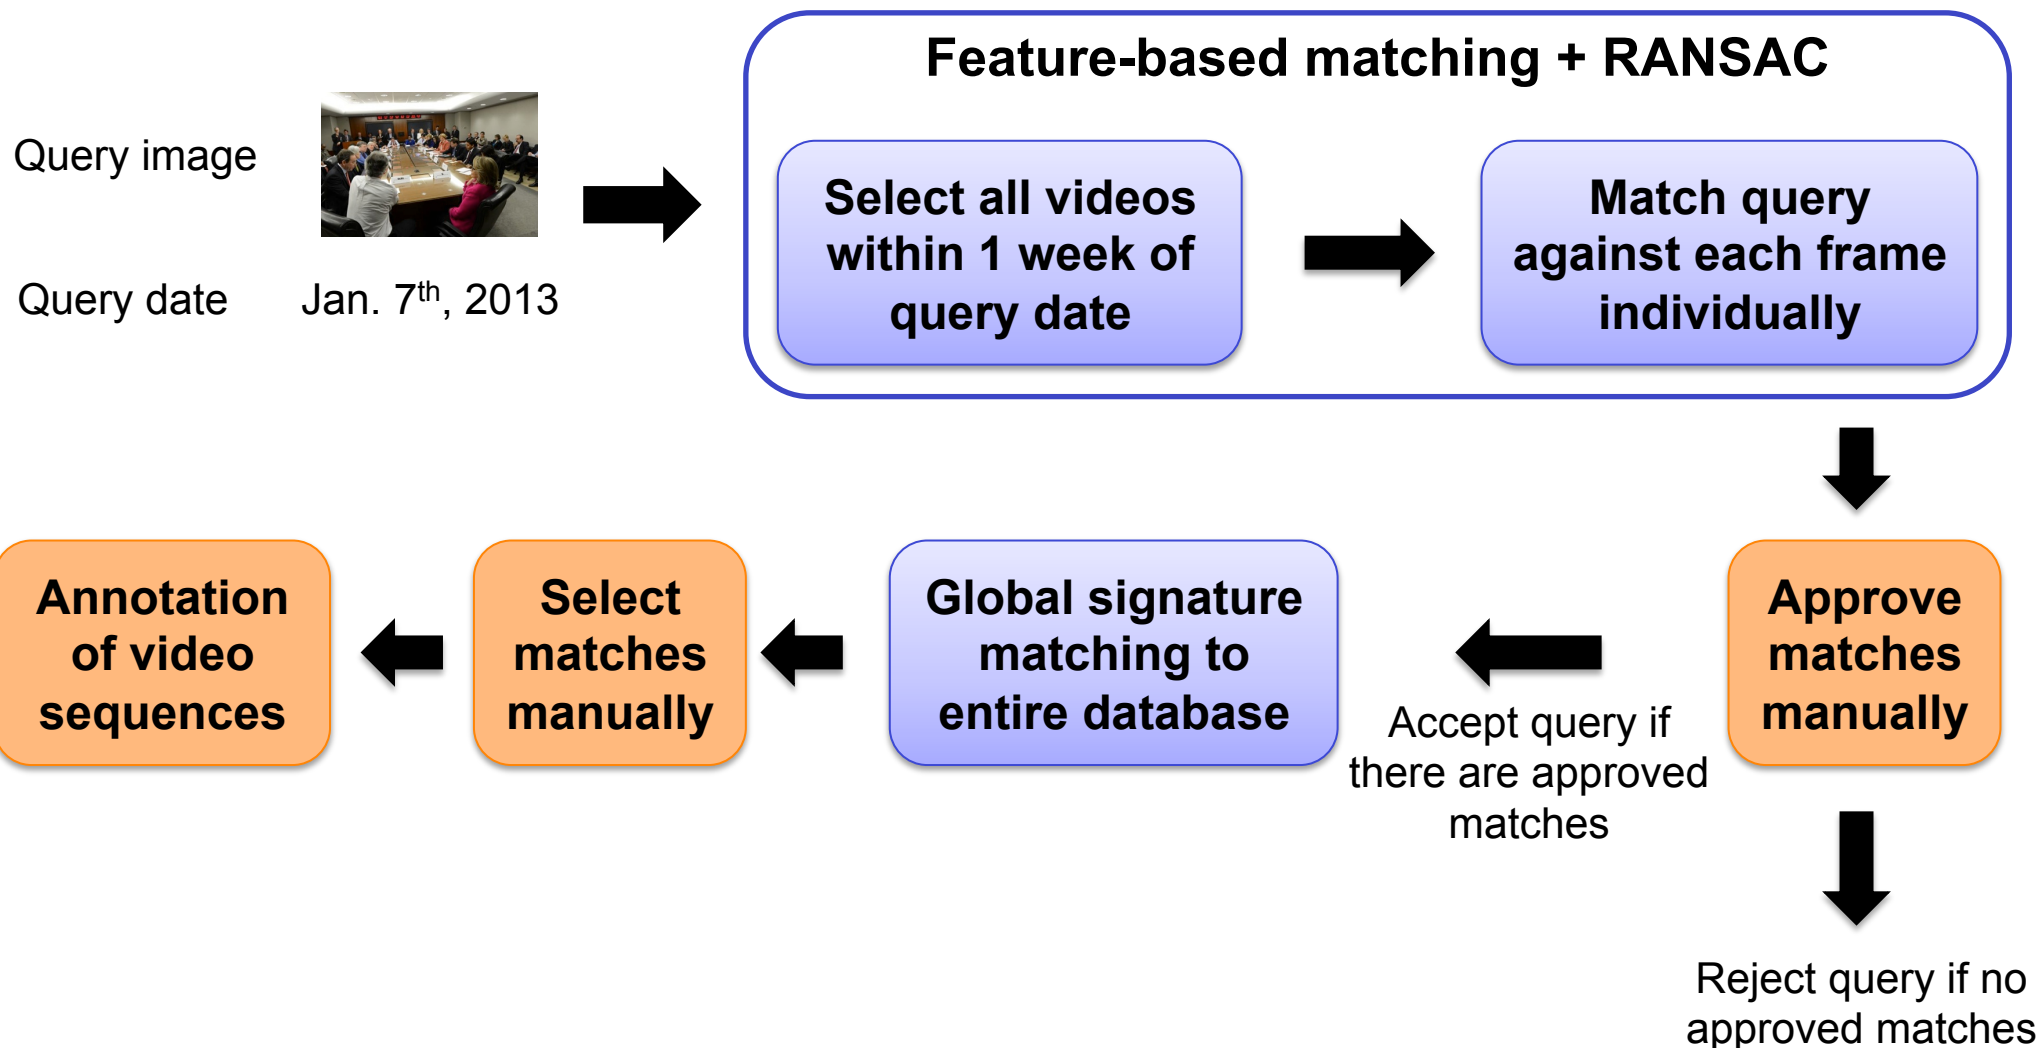 Feature-based matching + RANSAC
Query image
Query date
Jan. 7th, 2013
Select all videos
within 1 week of
query date
Match query
against each frame
individually
Approve
matches
manually
Accept query if
there are approved
matches
Reject query if no
approved matches
Global signature
matching to
entire database
Select
matches
manually
Annotation
of video
sequences